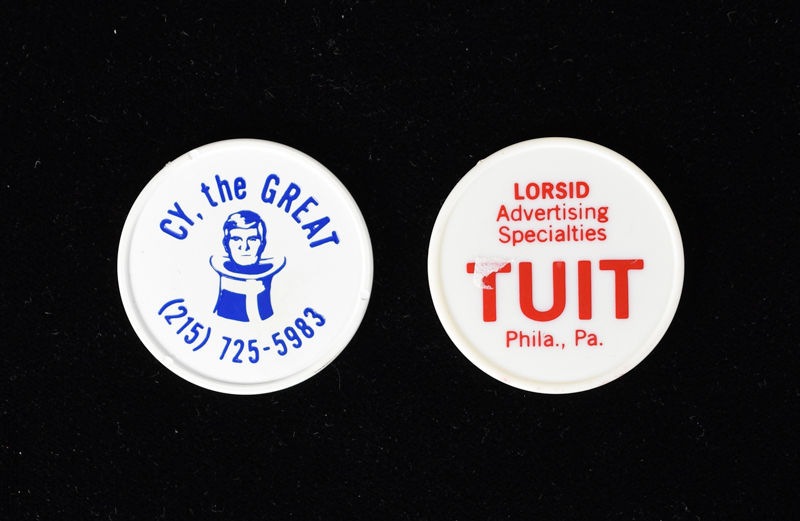 CY, the GREAT
(215) 725-5983
LORSID
Advertising
Specialties
TUIT
Phila., Pa.